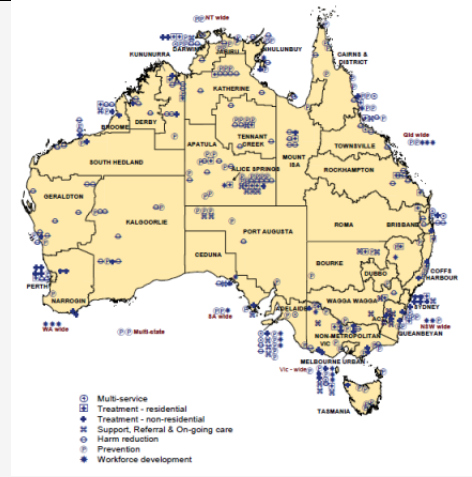 NT wide
KUNUNURRA
DARWIN
NHULUNBUY
CAIRNS &
DISTRICT
KATHERINE
BROOME
DERBY
TENNANT
CREEK
Qld wide
APATULA
MOUNT
ISA
TOWNSVILLE
SOUTH HEDLAND
ALICE SPRINGS
ROCKHAMPTON
GERALDTON
KALGOORLIE
PORT AUGUSTA
ROMA
BRISBANE
CEDUNA
BOURKE
COFFS
HARBOUR
DUBBO
PERTH
NARROGIN
ADELAIDE
WAGGA WAGGA
SYDNEY
ACT
SA wide
NSW wide
WA wide
Multi-state
NON-METROPOLITAN
VIC
QUEANBEYAN
MELBOURNE URBAN
Vic - wide
TASMANIA
Multi-service
Treatment - residential
Treatment - non-residential
Support, Referral & On-going care
Harm reduction
Prevention
Workforce development